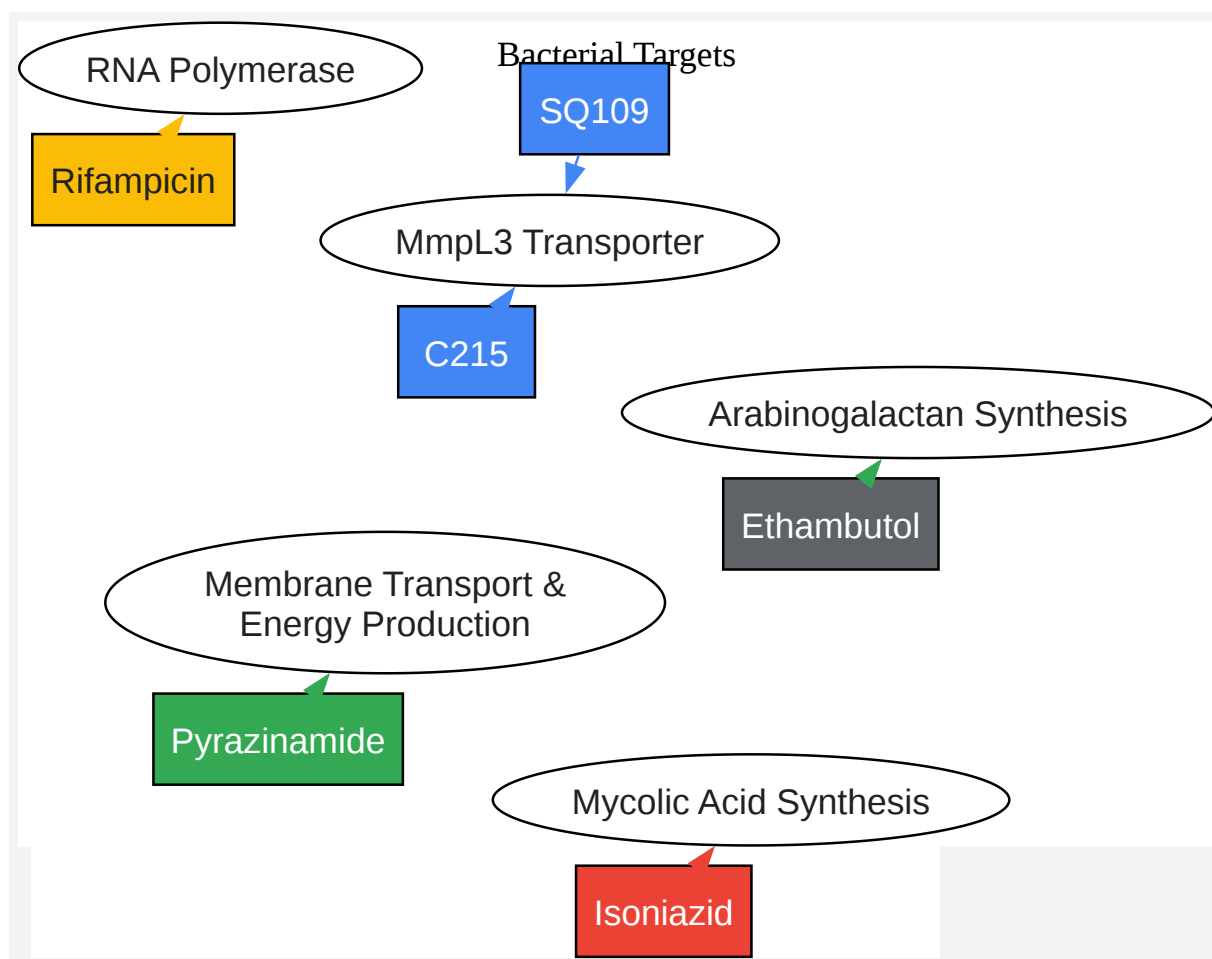 Bacterial Targets
RNA Polymerase
SQ109
Rifampicin
MmpL3 Transporter
C215
Arabinogalactan Synthesis
Ethambutol
Membrane Transport &
Energy Production
Pyrazinamide
Mycolic Acid Synthesis
Isoniazid